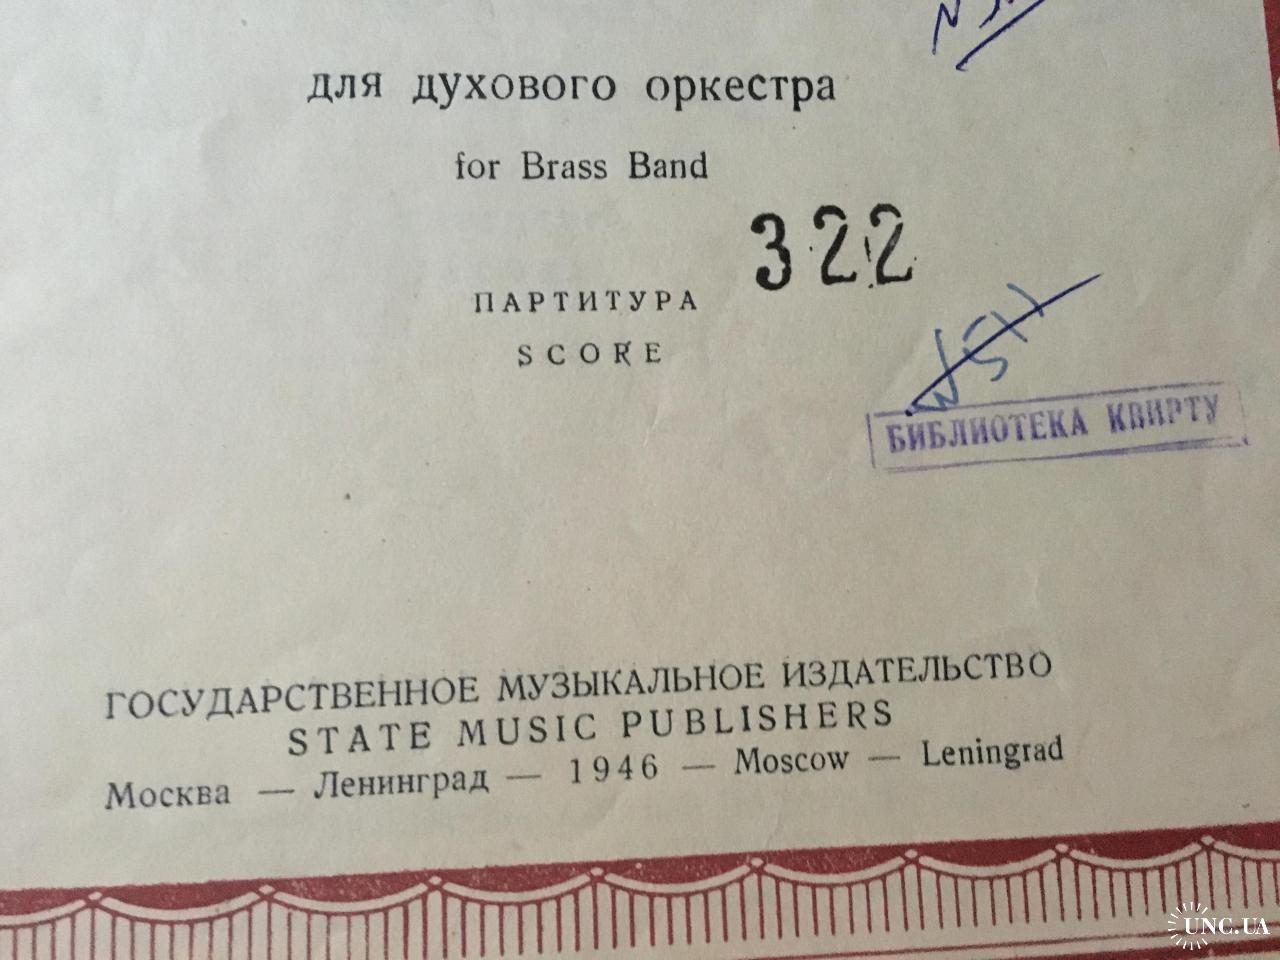 для духового оркестра
for Brass Band
322
ПАРТИТУРА
SCORE
БИБЛИОТЕКА КВИРТУ
ГОСУДАРСТВЕННОЕ МУЗЫКАЛЬНОЕ ИЗДАТЕЛЬСТВО
STATE MUSIC PUBLISHERS
Москва — Ленинград — 1946 — Moscow — Leningrad
UNC.UA